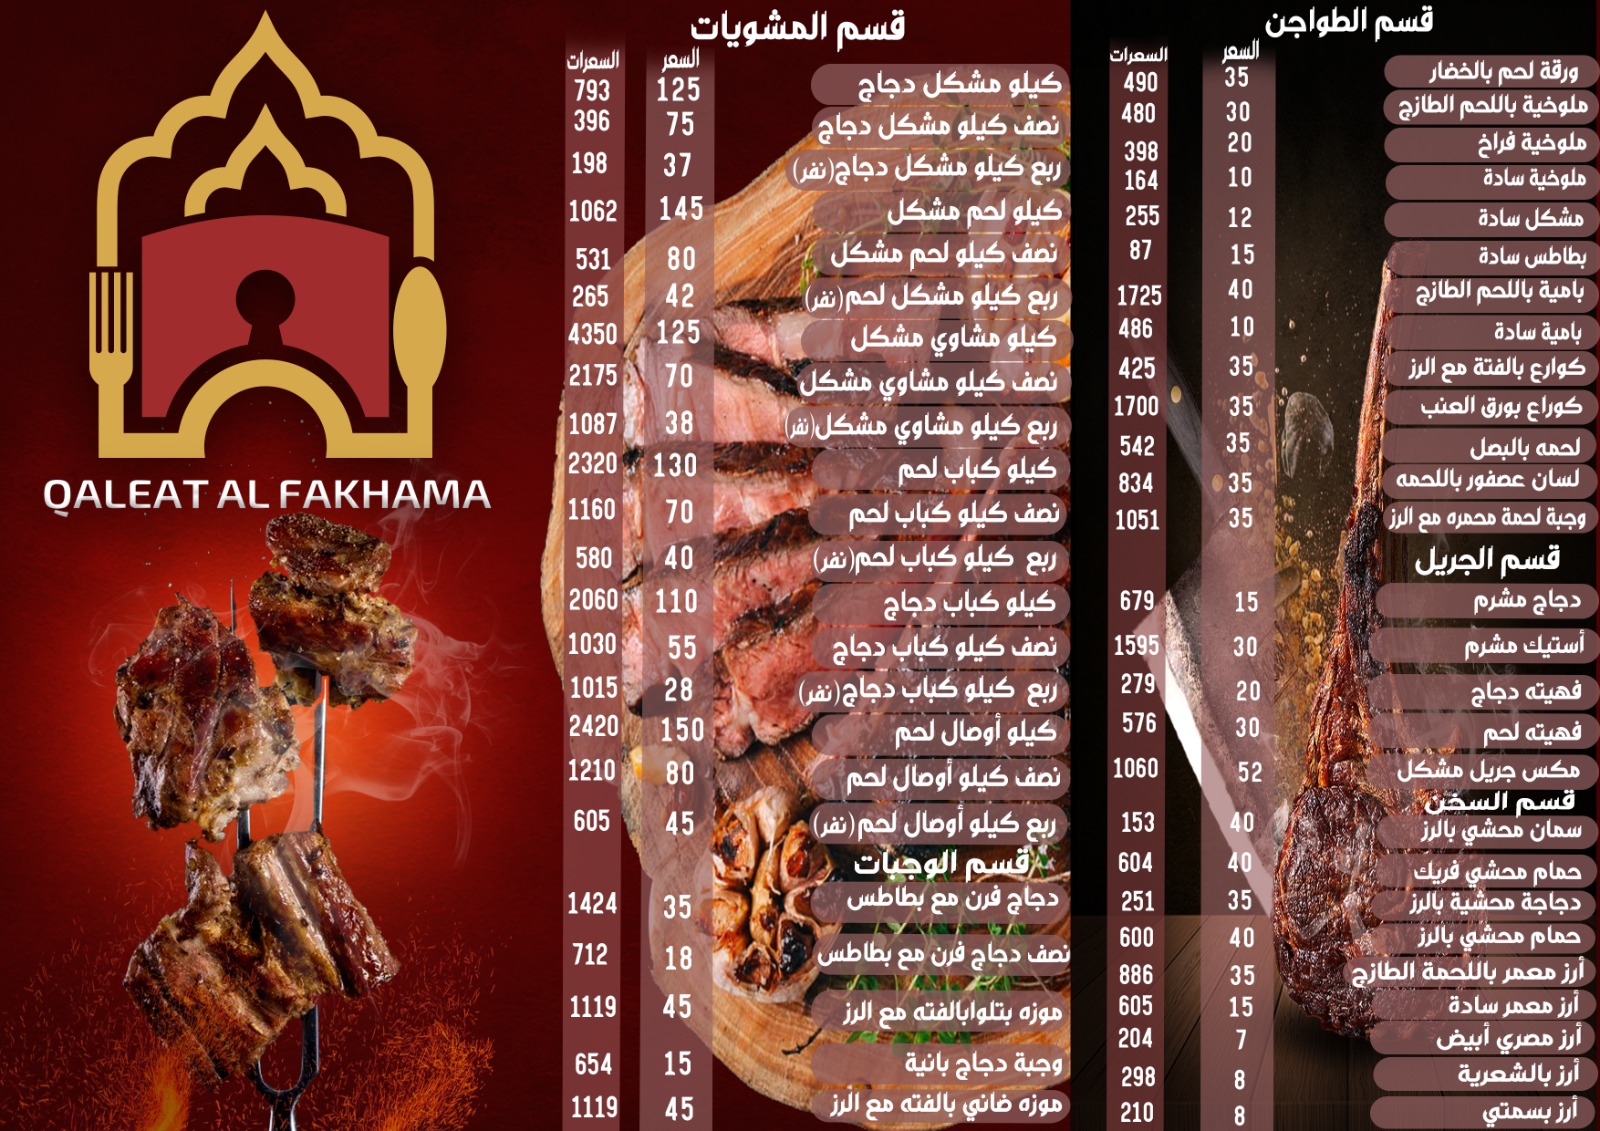 QALEAT AL FAKHAMA
قسم المشويات
السعر السعرات
كيلو مشكل دجاج 125 793
نصف كيلو مشكل دجاج 75 396
ربع كيلو مشكل دجاج(نفر) 37 198
كيلو لحم مشكل 145 1062
نصف كيلو لحم مشكل 80 531
ربع كيلو مشكل لحم(نفر) 42 265
كيلو مشاوي مشكل 125 4350
نصف كيلو مشاوي مشكل 70 2175
ربع كيلو مشاوي مشكل(نفر) 38 1087
كيلو كباب لحم 130 2320
نصف كيلو كباب لحم 70 1160
ربع كيلو كباب لحم(نفر) 40 580
كيلو كباب دجاج 110 2060
نصف كيلو كباب دجاج 55 1030
ربع كيلو كباب دجاج(نفر) 28 1015
كيلو أوصال لحم 150 2420
نصف كيلو أوصال لحم 80 1210
ربع كيلو أوصال لحم(نفر) 45 605
قسم الوجبات
دجاج فرن مع بطاطس 35 1424
نصف دجاج فرن مع بطاطس 18 712
موزه بتلوابالفته مع الرز 45 1119
وجبة دجاج بانية 15 654
موزه ضاني بالفته مع الرز 45 1119
قسم الطواجن
السعر السعرات
ورقة لحم بالخضار 35 490
ملوخية باللحم الطازج 30 480
ملوخية فراخ 20 398
ملوخية سادة 10 164
مشكل سادة 12 255
بطاطس سادة 15 87
بامية باللحم الطازج 40 1725
بامية سادة 10 486
كوارع بالفتة مع الرز 35 425
كوراع بورق العنب 35 1700
لحمه بالبصل 35 542
لسان عصفور باللحمه 35 834
وجبة لحمة محمره مع الرز 35 1051
قسم الجريل
دجاج مشرم 15 679
أستيك مشرم 30 1595
فهيته دجاج 20 279
فهيته لحم 30 576
مكس جريل مشكل 52 1060
قسم السخن
سمان محشي بالرز 40 153
حمام محشي فريك 40 604
دجاجة محشية بالرز 35 251
حمام محشي بالرز 40 600
أرز معمر باللحمة الطازج 35 886
أرز معمر سادة 15 605
أرز مصري أبيض 7 204
أرز بالشعرية 8 298
أرز بسمتي 8 210